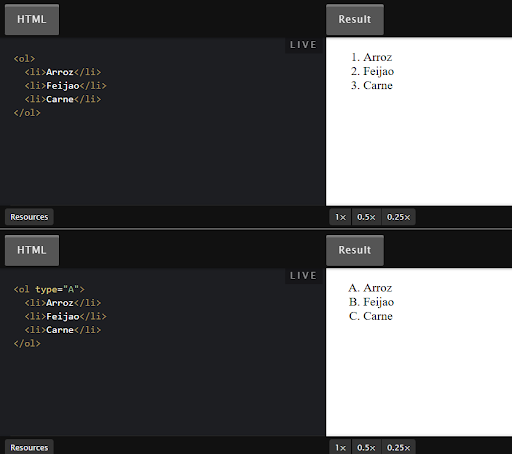 HTML
Result
LIVE
<ol>
<li>Arroz</li>
<li>Feijao</li>
<li>Carne</li>
</ol>
1. Arroz
2. Feijao
3. Carne
Resources
1× 0.5× 0.25×
HTML
Result
LIVE
<ol type="A">
<li>Arroz</li>
<li>Feijao</li>
<li>Carne</li>
</ol>
A. Arroz
B. Feijao
C. Carne
Resources
1× 0.5× 0.25×